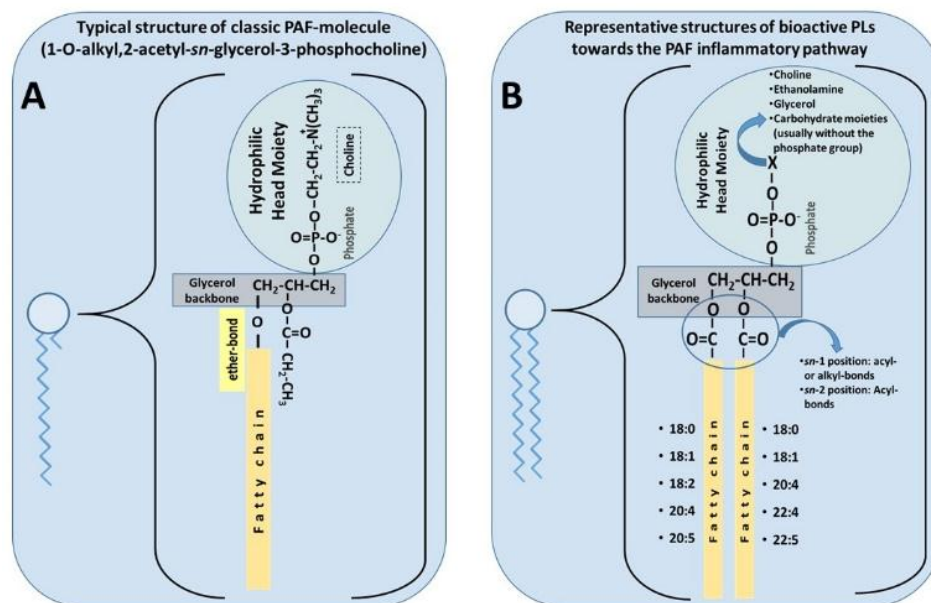 Typical structure of classic PAF-molecule
(1-O-alkyl,2-acetyl-sn-glycerol-3-phosphocholine)
A
Hydrophilic
Head Moiety
CH₂-CH₂-N⁺(CH₃)₃
Choline
O
O=P-O⁻
O
Phosphate
Glycerol
backbone
CH₂-CH-CH₂
O
O
C=O
CH₂-CH₃
ether-bond
Fatty chain
Representative structures of bioactive PLs
towards the PAF inflammatory pathway
B
•Choline
•Ethanolamine
•Glycerol
•Carbohydrate moieties
(usually without the
phosphate group)
Hydrophilic
Head Moiety
X
O
O=P-O⁻
O
Phosphate
Glycerol
backbone
CH₂-CH-CH₂
O O
O=C C=O
•sn-1 position: acyl-
or alkyl-bonds
•sn-2 position: Acyl-
bonds
Fatty chain
Fatty chain
• 18:0
• 18:1
• 18:2
• 20:4
• 20:5
• 18:0
• 18:1
• 20:4
• 22:4
• 22:5